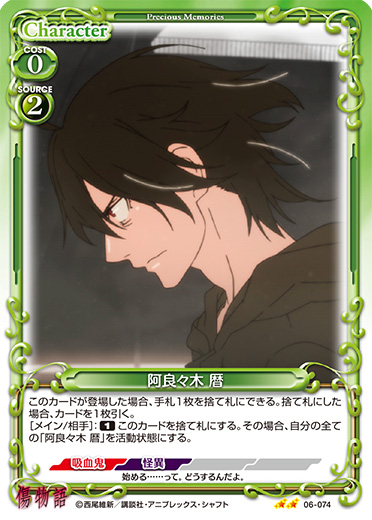 Precious Memories
Character
COST
0
SOURCE
2
阿良々木 暦
このカードが登場した場合、手札1枚を捨て札にできる。捨て札にした
場合、カードを1枚引く。
[メイン/相手]:1このカードを捨て札にする。その場合、自分の全て
の「阿良々木 暦」を活動状態にする。
吸血鬼 怪異
始める……って。どうするんだよ。
傷物語
©西尾維新/講談社・アニプレックス・シャフト
06-074